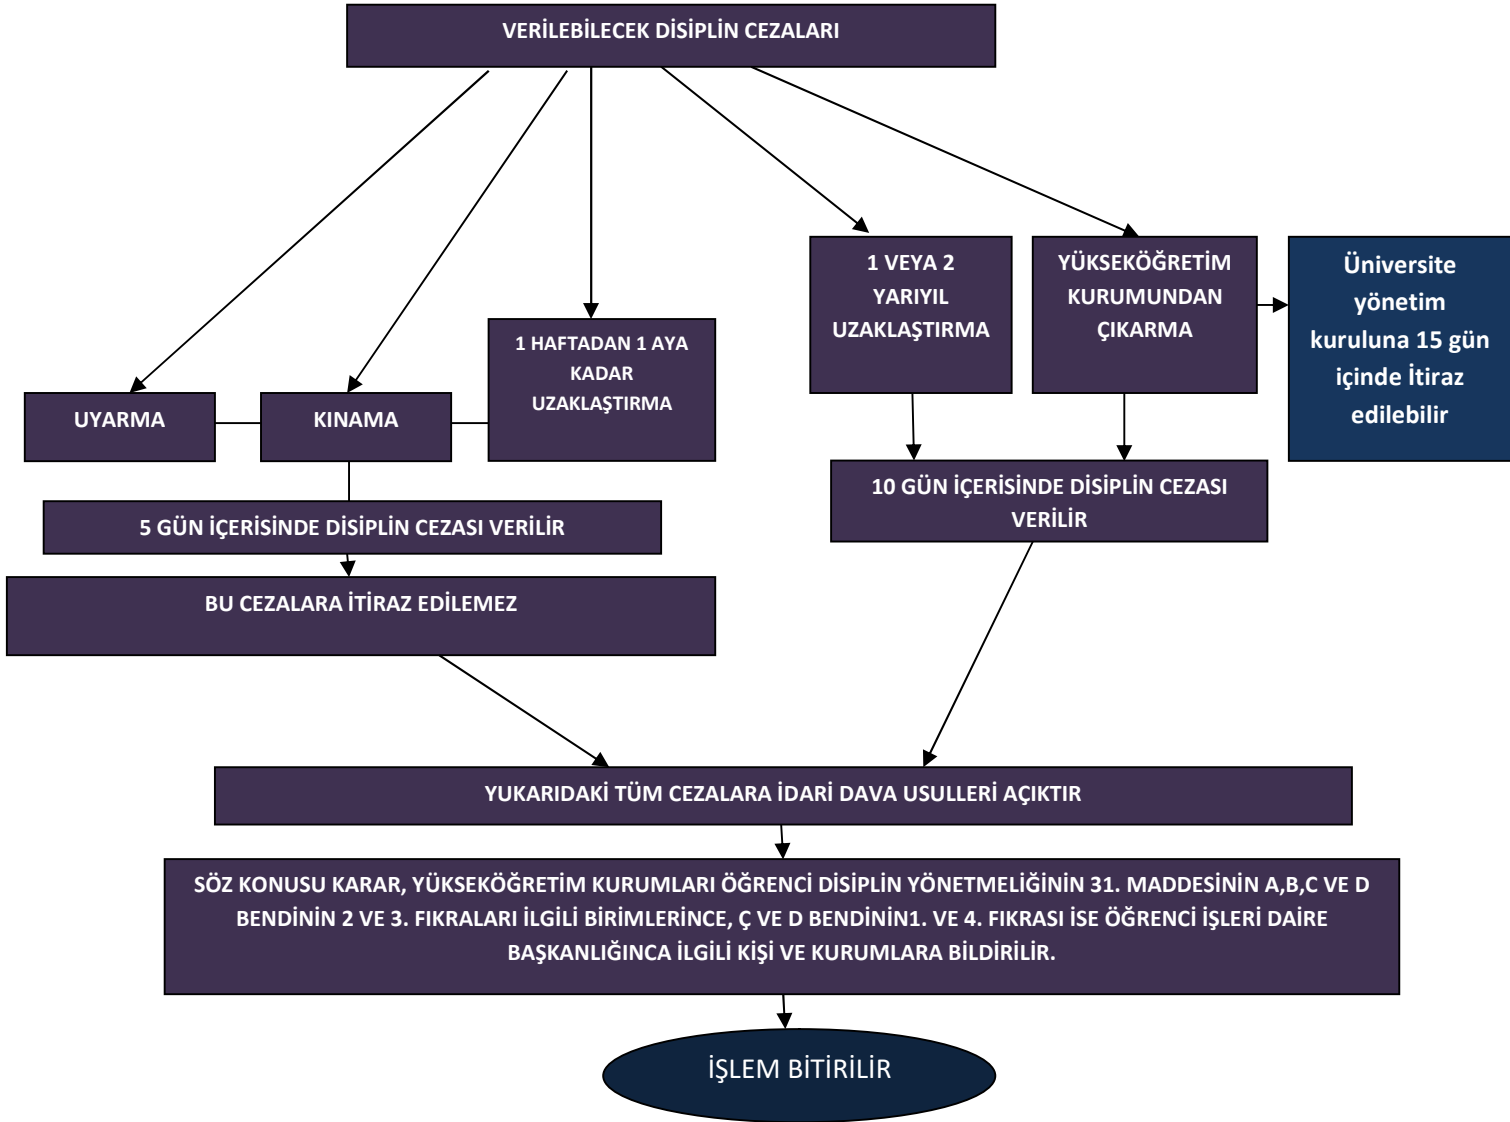 VERİLEBİLECEK DİSİPLİN CEZALARI
1 VEYA 2
YARIYIL
UZAKLAŞTIRMA
YÜKSEKÖĞRETİM
KURUMUNDAN
ÇIKARMA
Üniversite
yönetim
kuruluna 15 gün
içinde İtiraz
edilebilir
1 HAFTADAN 1 AYA
KADAR
UZAKLAŞTIRMA
UYARMA
KINAMA
10 GÜN İÇERİSİNDE DİSİPLİN CEZASI
VERİLİR
5 GÜN İÇERİSİNDE DİSİPLİN CEZASI VERİLİR
BU CEZALARA İTİRAZ EDİLEMEZ
YUKARIDAKİ TÜM CEZALARA İDARİ DAVA USULLERİ AÇIKTIR
SÖZ KONUSU KARAR, YÜKSEKÖĞRETİM KURUMLARI ÖĞRENCİ DİSİPLİN YÖNETMELİĞİNİN 31. MADDESİNİN A,B,C VE D
BENDİNİN 2 VE 3. FIKRALARI İLGİLİ BİRİMLERİNCE, Ç VE D BENDİNİN1. VE 4. FIKRASI İSE ÖĞRENCİ İŞLERİ DAİRE
BAŞKANLIĞINCA İLGİLİ KİŞİ VE KURUMLARA BİLDİRİLİR.
İŞLEM BİTİRİLİR